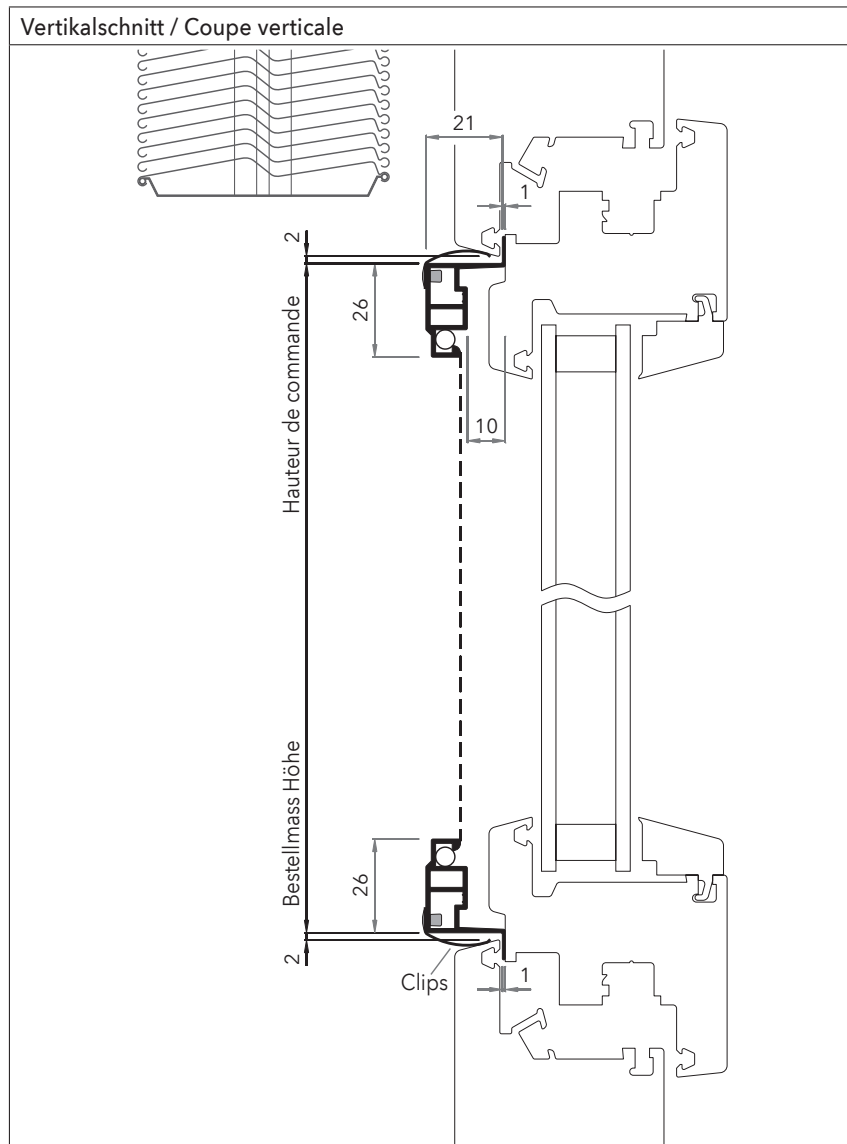 Vertikalschnitt / Coupe verticale
21
1
2
26
Hauteur de commande
10
Bestellmass Höhe
26
2
Clips
1